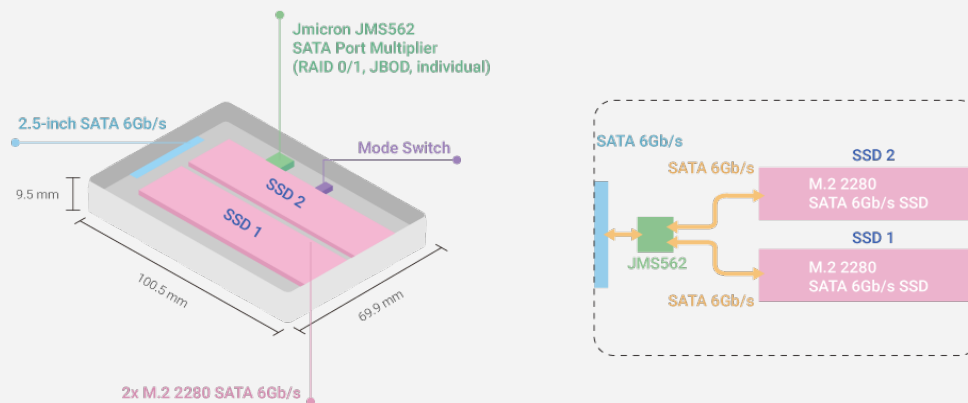 Jmicron JMS562
SATA Port Multiplier
(RAID 0/1, JBOD, individual)
2.5-inch SATA 6Gb/s
Mode Switch
9.5 mm
SSD 2
SSD 1
100.5 mm
69.9 mm
2x M.2 2280 SATA 6Gb/s
SATA 6Gb/s
SSD 2
SATA 6Gb/s
M.2 2280
SATA 6Gb/s SSD
SSD 1
JMS562
M.2 2280
SATA 6Gb/s SSD
SATA 6Gb/s